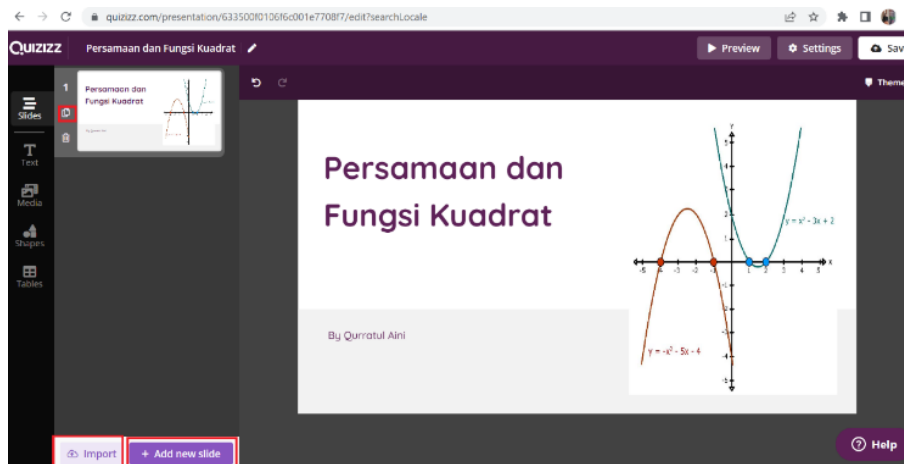 quizizz.com/presentation/633500f0106f6c001e7708f7/edit?searchLocale
QUIZIZZ
Persamaan dan Fungsi Kuadrat
Preview
Settings
Sav
Theme
Slides
Text
Media
Shapes
Tables
1
Persamaan dan
Fungsi Kuadrat
Persamaan dan
Fungsi Kuadrat
By Qurratul Aini
y
y = x² - 3x + 2
x
y = -x² - 5x - 4
Import
+ Add new slide
? Help